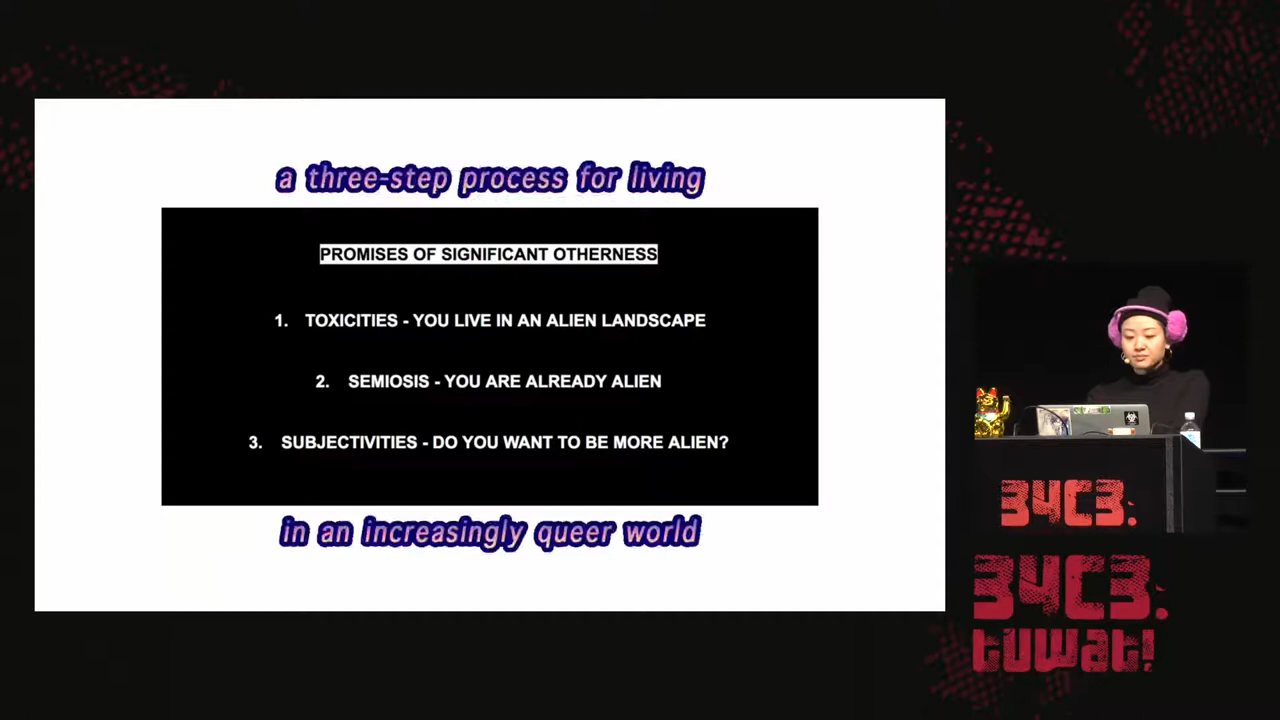 a three-step process for living
PROMISES OF SIGNIFICANT OTHERNESS
1. TOXICITIES - YOU LIVE IN AN ALIEN LANDSCAPE
2. SEMIOSIS - YOU ARE ALREADY ALIEN
3. SUBJECTIVITIES - DO YOU WANT TO BE MORE ALIEN?
in an increasingly queer world
34C3.
34C3.
tuwat!